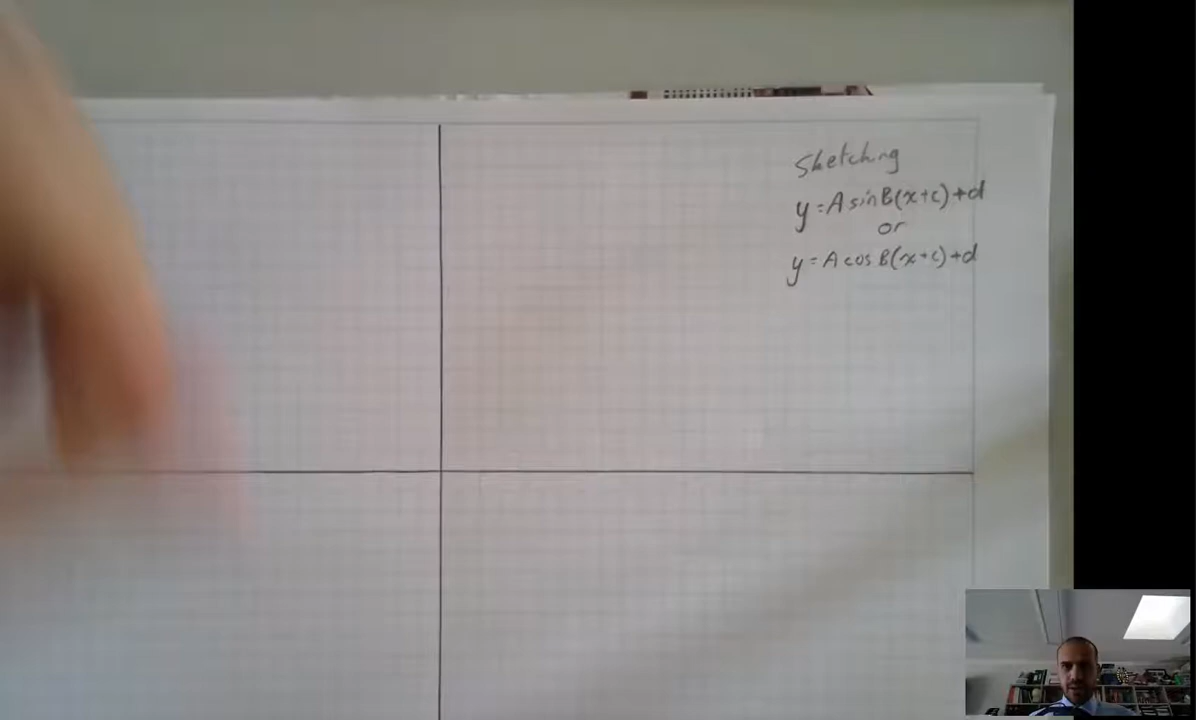 Sketching
y=A sin B(x+c)+d
or
y=A cos B(x+c)+d